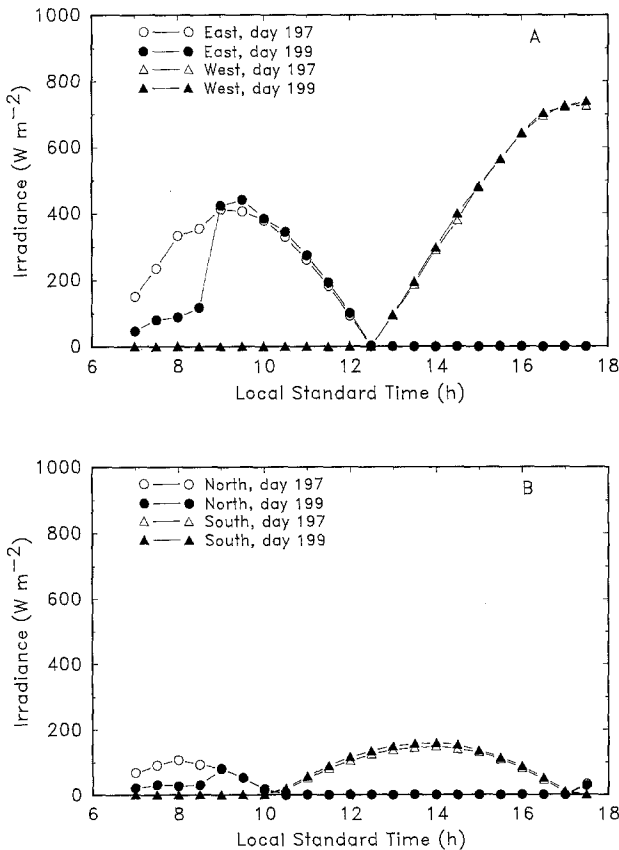 1000
800
600
400
200
0
Irradiance (W m−2)
East, day 197
East, day 199
West, day 197
West, day 199
A
6 8 10 12 14 16 18
Local Standard Time (h)
1000
800
600
400
200
0
Irradiance (W m−2)
North, day 197
North, day 199
South, day 197
South, day 199
B
6 8 10 12 14 16 18
Local Standard Time (h)